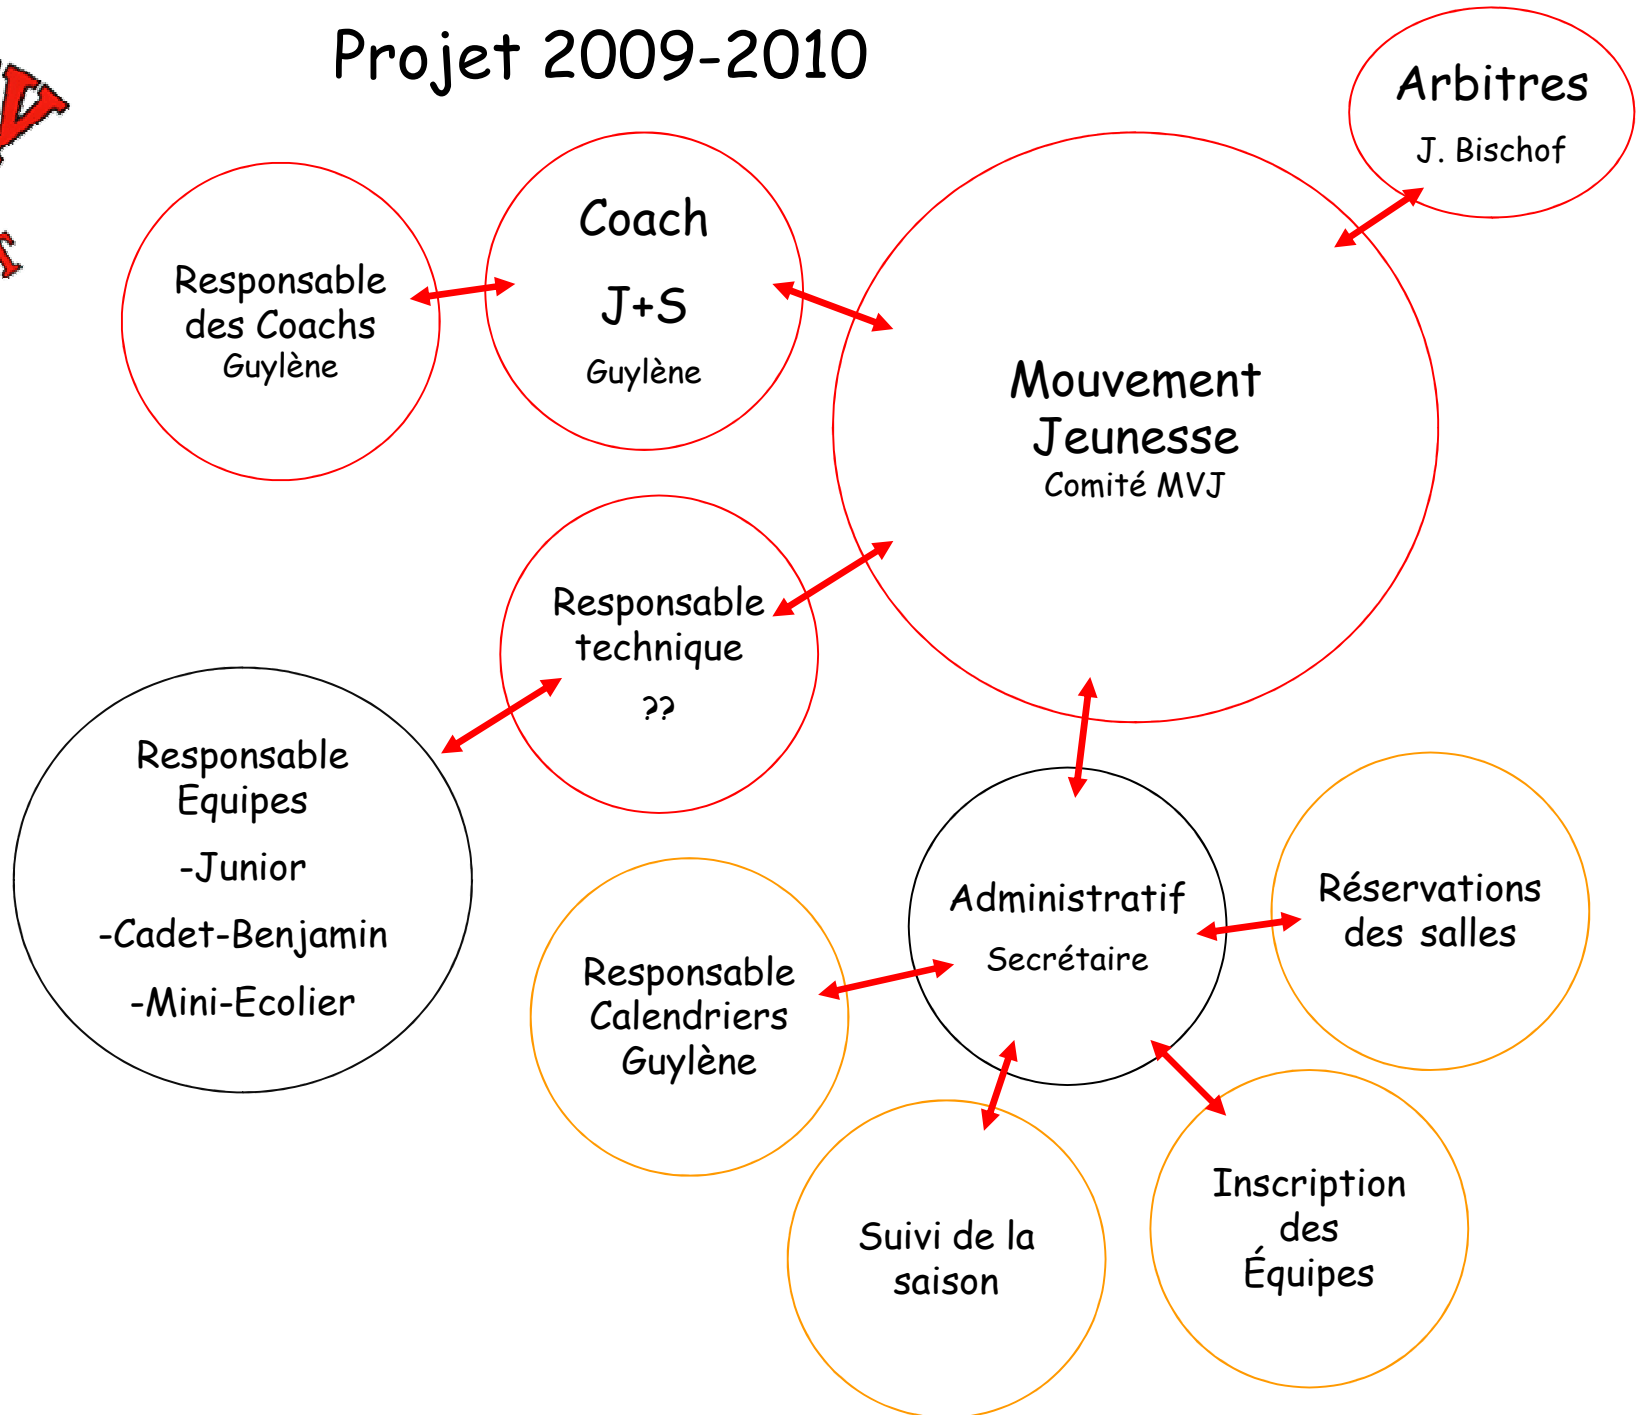 Projet 2009-2010
Arbitres
J. Bischof
Coach
J+S
Guylène
Responsable
des Coachs
Guylène
Mouvement
Jeunesse
Comité MVJ
Responsable
technique
??
Responsable
Equipes
-Junior
-Cadet-Benjamin
-Mini-Ecolier
Administratif
Secrétaire
Réservations
des salles
Responsable
Calendriers
Guylène
Inscription
des
Équipes
Suivi de la
saison